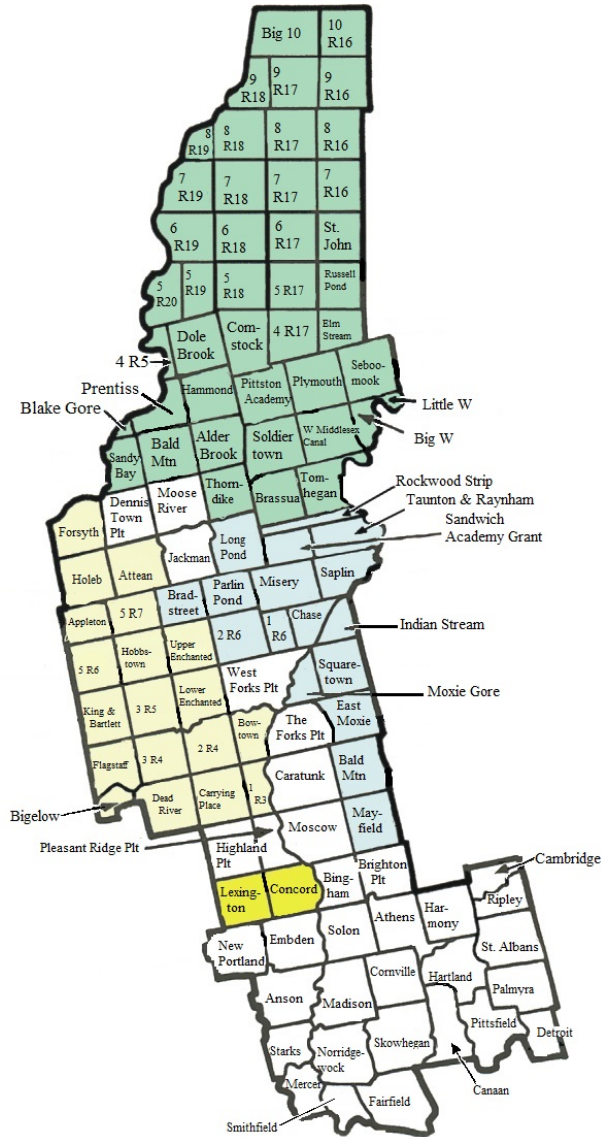 Big 10
10
R16
9
R18
9
R17
9
R16
8
R19
8
R18
8
R17
8
R16
7
R19
7
R18
7
R17
7
R16
6
R19
6
R18
6
R17
St.
John
5
R20
5
R19
5
R18
5 R17
Russell
Pond
4 R5
Dole
Brook
Com-
stock
4 R17
Elm
Stream
Prentiss
Hammond
Pittston
Academy
Plymouth
Seboo-
mook
Little W
Blake Gore
Big W
Sandy
Bay
Bald
Mtn
Alder
Brook
Soldier
town
W Middlesex
Canal
Thorn-
dike
Brassua
Tom-
hegan
Rockwood Strip
Taunton & Raynham
Sandwich
Academy Grant
Forsyth
Dennis
Town
Plt
Moose
River
Long
Pond
Jackman
Holeb
Attean
Brad-
street
Parlin
Pond
Misery
Saplin
Appleton
5 R7
Upper
Enchanted
2 R6
1
R6
Chase
Indian Stream
5 R6
Hobbs-
town
West
Forks Plt
Square-
town
Moxie Gore
King &
Bartlett
3 R5
Lower
Enchanted
Bow-
town
The
Forks Plt
East
Moxie
Flagstaff
3 R4
2 R4
Caratunk
Bald
Mtn
Bigelow
Dead
River
Carrying
Place
1
R3
Moscow
May-
field
Pleasant Ridge Plt
Highland
Plt
Lexing-
ton
Concord
Bing-
ham
Brighton
Plt
Cambridge
Ripley
New
Portland
Embden
Solon
Athens
Har-
mony
St. Albans
Anson
Madison
Cornville
Hartland
Palmyra
Starks
Norridge-
wock
Skowhegan
Pittsfield
Detroit
Mercer
Canaan
Smithfield
Fairfield